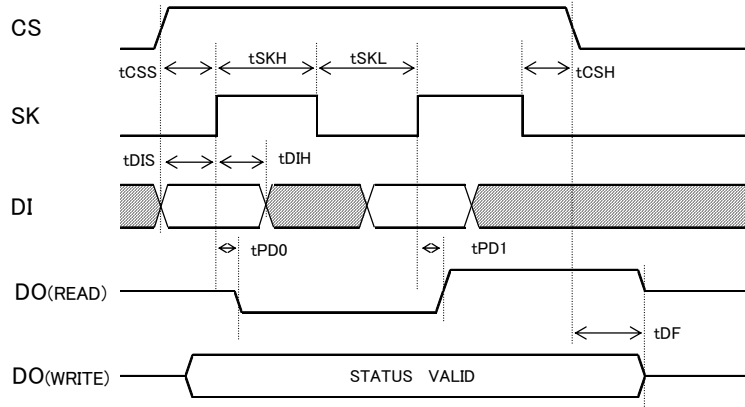 CS
tCSS
tSKH
tSKL
tCSH
SK
tDIS
tDIH
DI
tPD0
tPD1
DO(READ)
tDF
DO(WRITE)
STATUS VALID